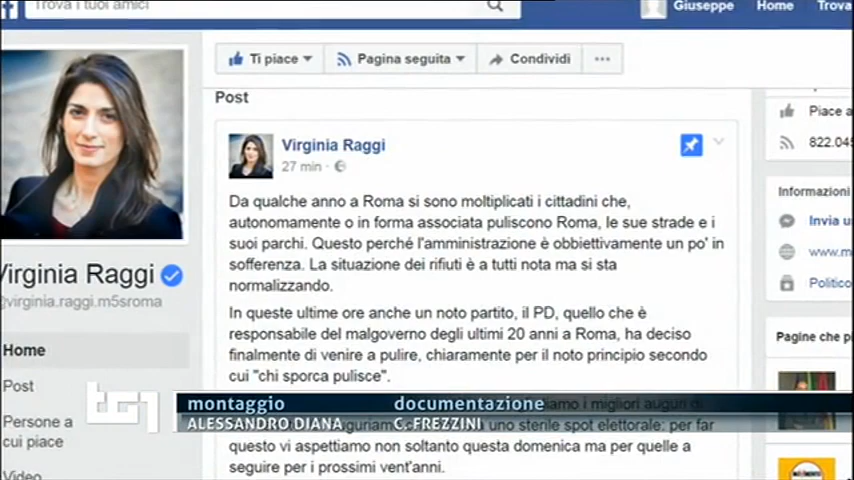 Trova i tuoi amici
Giuseppe Home Trova
Ti piace
Pagina seguita
Condividi
Post
Piace a
822.045
Virginia Raggi
27 min
Da qualche anno a Roma si sono moltiplicati i cittadini che,
autonomamente o in forma associata puliscono Roma, le sue strade e i
suoi parchi. Questo perché l'amministrazione è obbiettivamente un po' in
sofferenza. La situazione dei rifiuti è a tutti nota ma si sta
normalizzando.
In queste ultime ore anche un noto partito, il PD, quello che è
responsabile del malgoverno degli ultimi 20 anni a Roma, ha deciso
finalmente di venire a pulire, chiaramente per il noto principio secondo
cui "chi sporca pulisce".
i migliori auguri di
uno sterile spot elettorale: per far
questo vi aspettiamo non soltanto questa domenica ma per quelle a
seguire per i prossimi vent'anni.
Virginia Raggi
@virginia.raggi.m5sroma
Home
Post
Persone a
cui piace
Video
Informazioni
Invia u
www.m
Politico
Pagine che pi
tg1
montaggio documentazione
ALESSANDRO DIANA C. FREZZINI